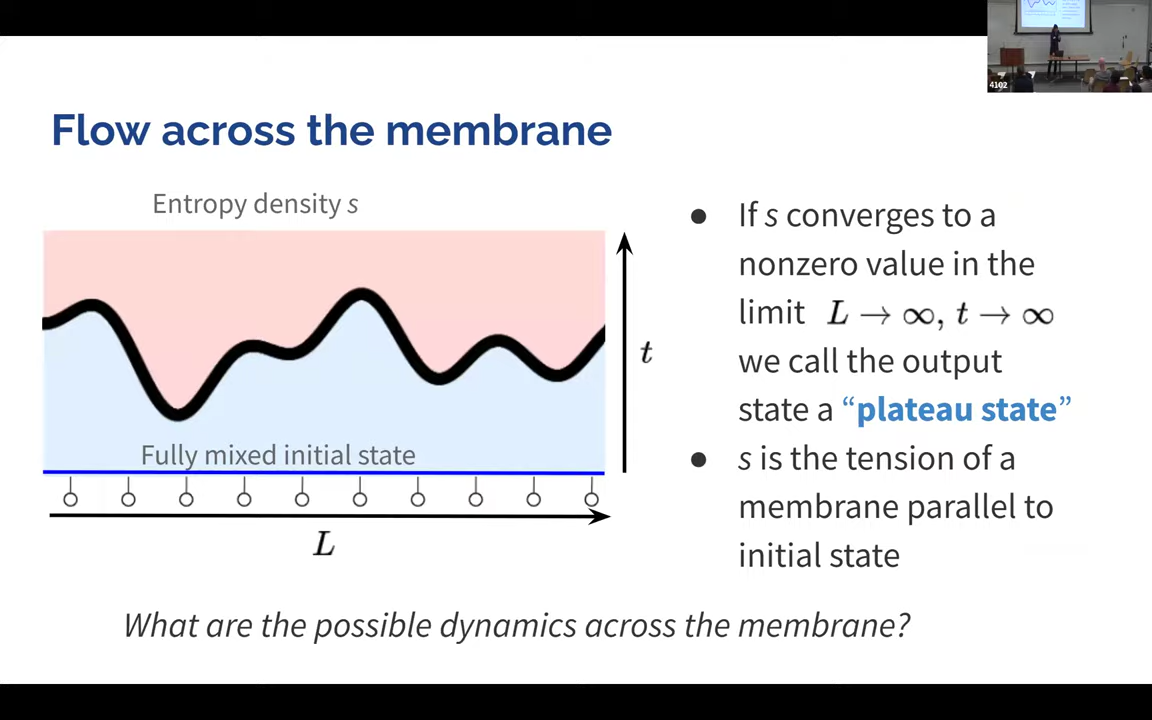 4102
Flow across the membrane
Entropy density s
t
Fully mixed initial state
L
● If s converges to a
nonzero value in the
limit L → ∞, t → ∞
we call the output
state a “plateau state”
● s is the tension of a
membrane parallel to
initial state
What are the possible dynamics across the membrane?